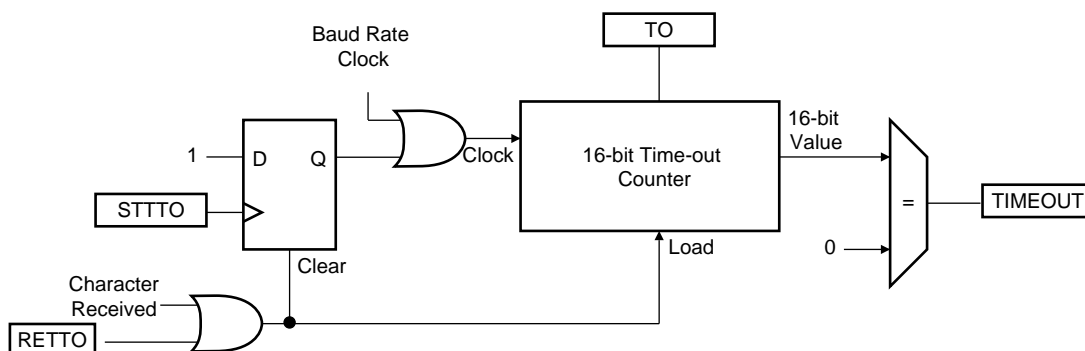 TO
Baud Rate
Clock
16-bit
Value
1
D
Q
Clock
16-bit Time-out
Counter
STTTO
=
TIMEOUT
Clear
Load
0
Character
Received
RETTO